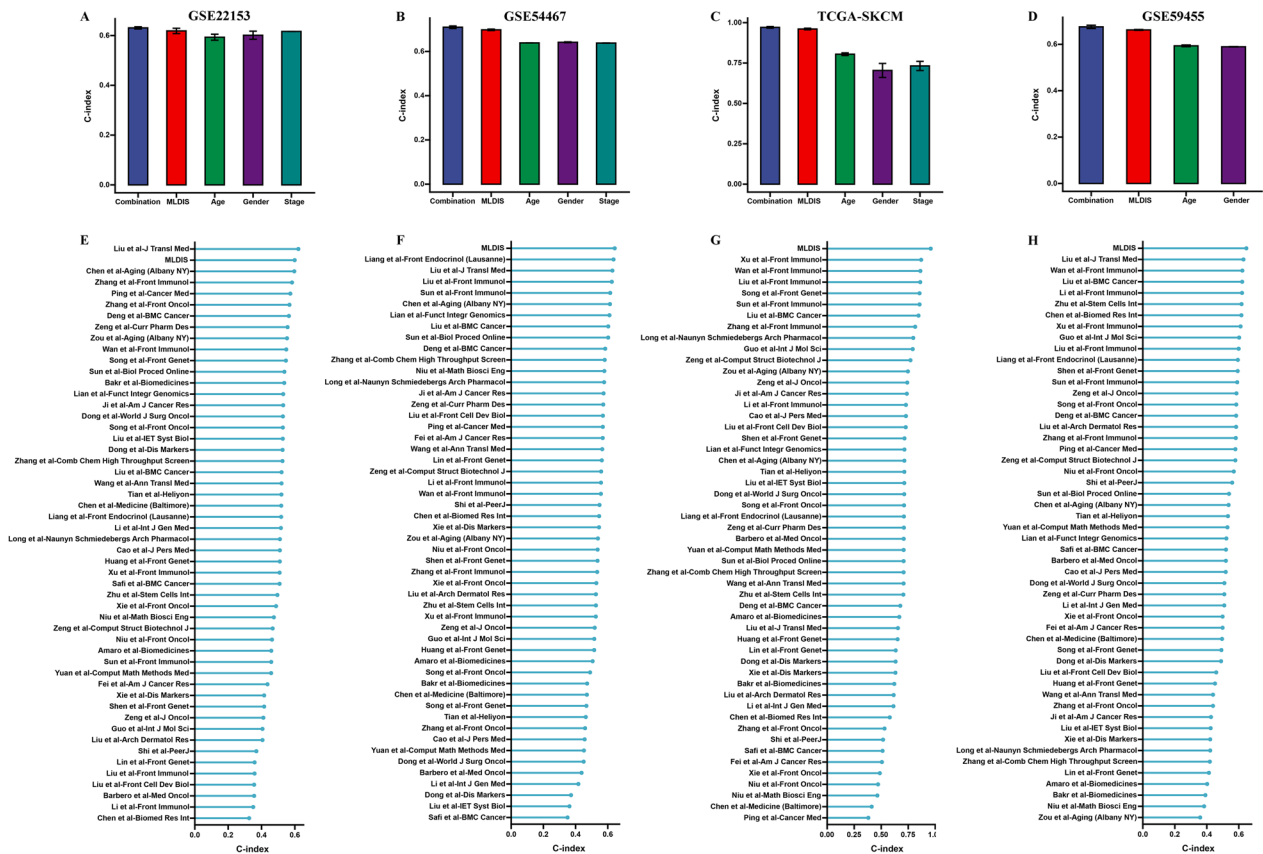 A
GSE22153
C-index
0.6
0.4
0.2
0.0
Combination
MLDIS
Age
Gender
Stage
B
GSE54467
C-index
0.6
0.4
0.2
0.0
Combination
MLDIS
Age
Gender
Stage
C
TCGA-SKCM
C-index
1.00
0.75
0.50
0.25
0.00
Combination
MLDIS
Age
Gender
Stage
D
GSE59455
C-index
0.6
0.4
0.2
0.0
Combination
MLDIS
Age
Gender
E
Liu et al-J Transl Med
MLDIS
Chen et al-Aging (Albany NY)
Zhang et al-Front Immunol
Ping et al-Cancer Med
Zhang et al-Front Oncol
Deng et al-BMC Cancer
Zeng et al-Curr Pharm Des
Zou et al-Aging (Albany NY)
Wan et al-Front Immunol
Song et al-Front Genet
Sun et al-Biol Proced Online
Bakr et al-Biomedicines
Lian et al-Funct Integr Genomics
Ji et al-Am J Cancer Res
Dong et al-World J Surg Oncol
Song et al-Front Oncol
Liu et al-IET Syst Biol
Dong et al-Dis Markers
Zhang et al-Comb Chem High Throughput Screen
Liu et al-BMC Cancer
Wang et al-Ann Transl Med
Tian et al-Heliyon
Chen et al-Medicine (Baltimore)
Liang et al-Front Endocrinol (Lausanne)
Li et al-Int J Gen Med
Long et al-Naunyn Schmiedebergs Arch Pharmacol
Cao et al-J Pers Med
Huang et al-Front Genet
Xu et al-Front Immunol
Safi et al-BMC Cancer
Zhu et al-Stem Cells Int
Xie et al-Front Oncol
Niu et al-Math Biosci Eng
Zeng et al-Comput Struct Biotechnol J
Niu et al-Front Oncol
Amaro et al-Biomedicines
Sun et al-Front Immunol
Yuan et al-Comput Math Methods Med
Fei et al-Am J Cancer Res
Xie et al-Dis Markers
Shen et al-Front Genet
Zeng et al-J Oncol
Guo et al-Int J Mol Sci
Liu et al-Arch Dermatol Res
Shi et al-PeerJ
Lin et al-Front Genet
Liu et al-Front Immunol
Liu et al-Front Cell Dev Biol
Barbero et al-Med Oncol
Li et al-Front Immunol
Chen et al-Biomed Res Int
0.0
0.2
0.4
0.6
C-index
F
MLDIS
Liang et al-Front Endocrinol (Lausanne)
Liu et al-J Transl Med
Liu et al-Front Immunol
Sun et al-Front Immunol
Chen et al-Aging (Albany NY)
Lian et al-Funct Integr Genomics
Liu et al-BMC Cancer
Sun et al-Biol Proced Online
Deng et al-BMC Cancer
Zhang et al-Comb Chem High Throughput Screen
Niu et al-Math Biosci Eng
Long et al-Naunyn Schmiedebergs Arch Pharmacol
Ji et al-Am J Cancer Res
Zeng et al-Curr Pharm Des
Liu et al-Front Cell Dev Biol
Ping et al-Cancer Med
Fei et al-Am J Cancer Res
Wang et al-Ann Transl Med
Lin et al-Front Genet
Zeng et al-Comput Struct Biotechnol J
Li et al-Front Immunol
Wan et al-Front Immunol
Shi et al-PeerJ
Chen et al-Biomed Res Int
Xie et al-Dis Markers
Zou et al-Aging (Albany NY)
Niu et al-Front Oncol
Shen et al-Front Genet
Zhang et al-Front Immunol
Xie et al-Front Oncol
Liu et al-Arch Dermatol Res
Zhu et al-Stem Cells Int
Xu et al-Front Immunol
Zeng et al-J Oncol
Guo et al-Int J Mol Sci
Huang et al-Front Genet
Amaro et al-Biomedicines
Song et al-Front Oncol
Bakr et al-Biomedicines
Chen et al-Medicine (Baltimore)
Song et al-Front Genet
Tian et al-Heliyon
Zhang et al-Front Oncol
Cao et al-J Pers Med
Yuan et al-Comput Math Methods Med
Dong et al-World J Surg Oncol
Barbero et al-Med Oncol
Li et al-Int J Gen Med
Dong et al-Dis Markers
Liu et al-IET Syst Biol
Safi et al-BMC Cancer
0.0
0.2
0.4
0.6
C-index
G
MLDIS
Xu et al-Front Immunol
Wan et al-Front Immunol
Liu et al-Front Immunol
Song et al-Front Genet
Sun et al-Front Immunol
Liu et al-BMC Cancer
Zhang et al-Front Immunol
Long et al-Naunyn Schmiedebergs Arch Pharmacol
Guo et al-Int J Mol Sci
Zeng et al-Comput Struct Biotechnol J
Zou et al-Aging (Albany NY)
Zeng et al-J Oncol
Ji et al-Am J Cancer Res
Li et al-Front Immunol
Cao et al-J Pers Med
Liu et al-Front Cell Dev Biol
Shen et al-Front Genet
Lian et al-Funct Integr Genomics
Chen et al-Aging (Albany NY)
Tian et al-Heliyon
Liu et al-IET Syst Biol
Dong et al-World J Surg Oncol
Song et al-Front Oncol
Liang et al-Front Endocrinol (Lausanne)
Zeng et al-Curr Pharm Des
Barbero et al-Med Oncol
Yuan et al-Comput Math Methods Med
Sun et al-Biol Proced Online
Zhang et al-Comb Chem High Throughput Screen
Wang et al-Ann Transl Med
Zhu et al-Stem Cells Int
Deng et al-BMC Cancer
Amaro et al-Biomedicines
Liu et al-J Transl Med
Huang et al-Front Genet
Lin et al-Front Genet
Dong et al-Dis Markers
Xie et al-Dis Markers
Bakr et al-Biomedicines
Liu et al-Arch Dermatol Res
Li et al-Int J Gen Med
Chen et al-Biomed Res Int
Zhang et al-Front Oncol
Shi et al-PeerJ
Safi et al-BMC Cancer
Fei et al-Am J Cancer Res
Xie et al-Front Oncol
Niu et al-Front Oncol
Niu et al-Math Biosci Eng
Chen et al-Medicine (Baltimore)
Ping et al-Cancer Med
0.00
0.25
0.50
0.75
1.0
C-index
H
MLDIS
Liu et al-J Transl Med
Wan et al-Front Immunol
Liu et al-BMC Cancer
Li et al-Front Immunol
Zhu et al-Stem Cells Int
Chen et al-Biomed Res Int
Xu et al-Front Immunol
Guo et al-Int J Mol Sci
Liu et al-Front Immunol
Liang et al-Front Endocrinol (Lausanne)
Shen et al-Front Genet
Sun et al-Front Immunol
Zeng et al-J Oncol
Song et al-Front Oncol
Deng et al-BMC Cancer
Liu et al-Arch Dermatol Res
Zhang et al-Front Immunol
Ping et al-Cancer Med
Zeng et al-Comput Struct Biotechnol J
Niu et al-Front Oncol
Shi et al-PeerJ
Sun et al-Biol Proced Online
Chen et al-Aging (Albany NY)
Tian et al-Heliyon
Yuan et al-Comput Math Methods Med
Lian et al-Funct Integr Genomics
Safi et al-BMC Cancer
Barbero et al-Med Oncol
Cao et al-J Pers Med
Dong et al-World J Surg Oncol
Zeng et al-Curr Pharm Des
Li et al-Int J Gen Med
Xie et al-Front Oncol
Fei et al-Am J Cancer Res
Chen et al-Medicine (Baltimore)
Song et al-Front Genet
Dong et al-Dis Markers
Liu et al-Front Cell Dev Biol
Huang et al-Front Genet
Wang et al-Ann Transl Med
Zhang et al-Front Oncol
Ji et al-Am J Cancer Res
Liu et al-IET Syst Biol
Xie et al-Dis Markers
Long et al-Naunyn Schmiedebergs Arch Pharmacol
Zhang et al-Comb Chem High Throughput Screen
Lin et al-Front Genet
Amaro et al-Biomedicines
Bakr et al-Biomedicines
Niu et al-Math Biosci Eng
Zou et al-Aging (Albany NY)
0.0
0.2
0.4
0.6
C-index